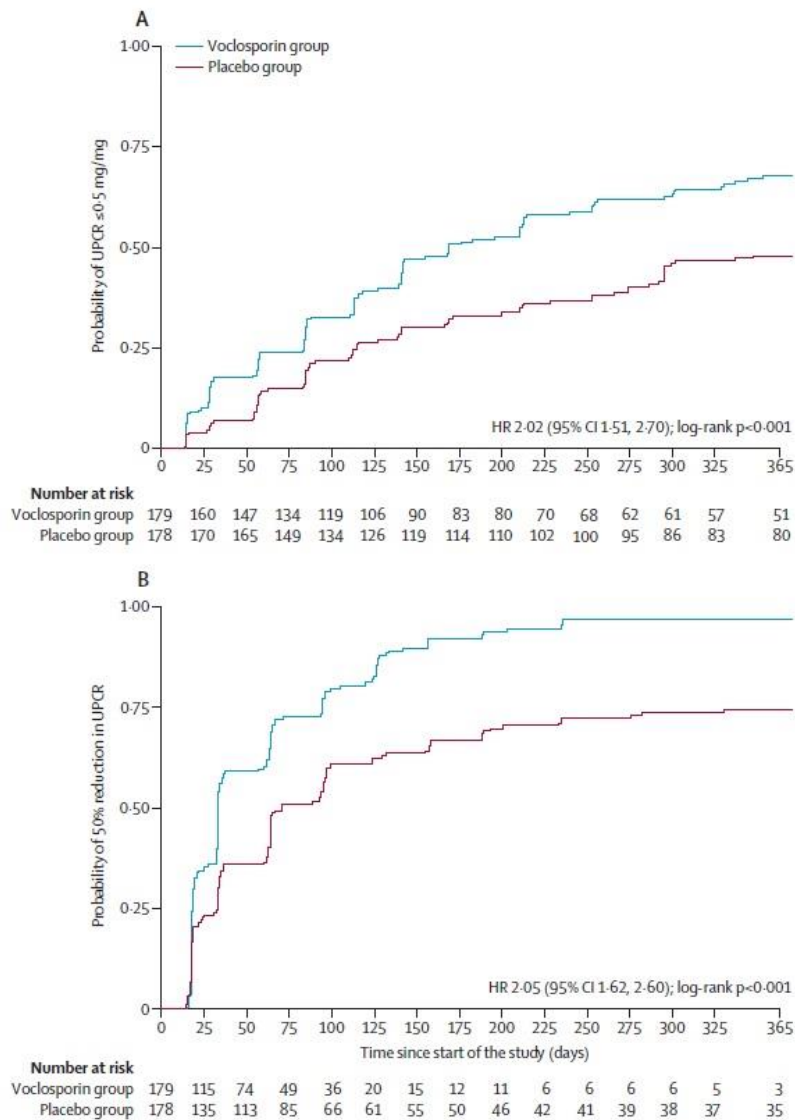 A
1·00
Voclosporin group
Placebo group
0·75
0·50
0·25
0
Probability of UPCR ≤0·5 mg/mg
HR 2·02 (95% CI 1·51, 2·70); log-rank p<0·001
0 25 50 75 100 125 150 175 200 225 250 275 300 325 365
Number at risk
Voclosporin group 179 160 147 134 119 106 90 83 80 70 68 62 61 57 51
Placebo group 178 170 165 149 134 126 119 114 110 102 100 95 86 83 80
B
1·00
0·75
0·50
0·25
0
Probability of 50% reduction in UPCR
HR 2·05 (95% CI 1·62, 2·60); log-rank p<0·001
0 25 50 75 100 125 150 175 200 225 250 275 300 325 365
Time since start of the study (days)
Number at risk
Voclosporin group 179 115 74 49 36 20 15 12 11 6 6 6 6 5 3
Placebo group 178 135 113 85 66 61 55 50 46 42 41 39 38 37 35